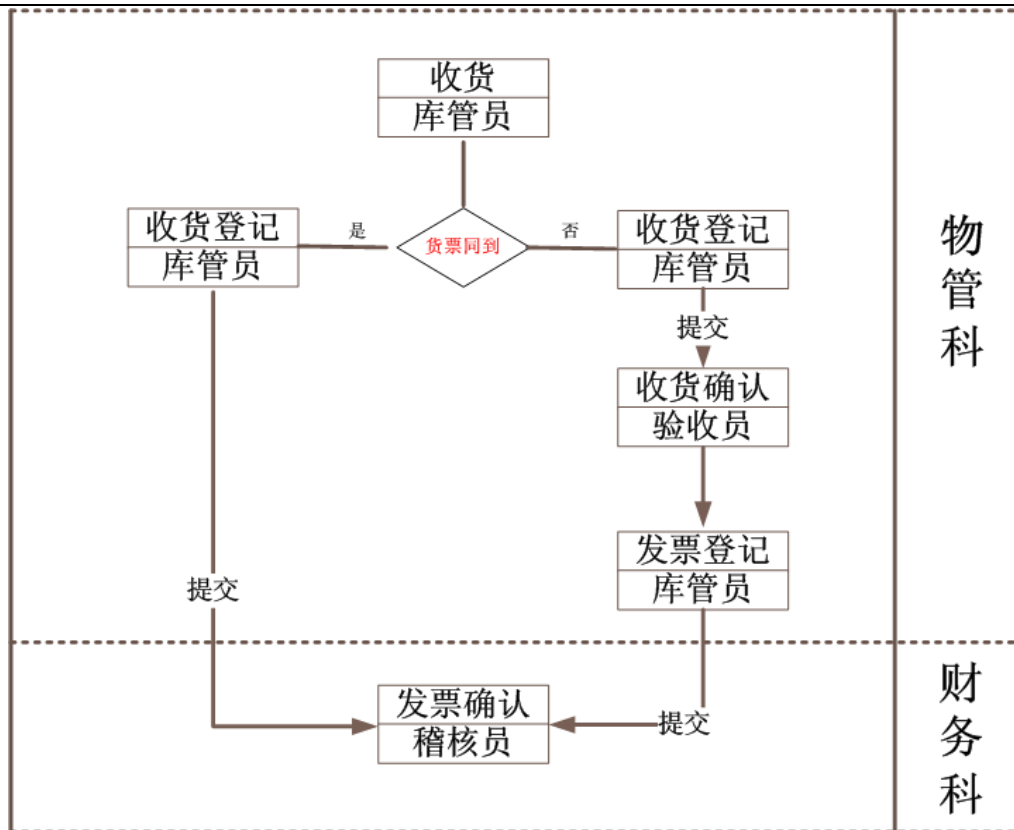 收货
库管员
货票同到
是
否
收货登记
库管员
收货登记
库管员
提交
收货确认
验收员
发票登记
库管员
提交
提交
发票确认
稽核员
物管科
财务科